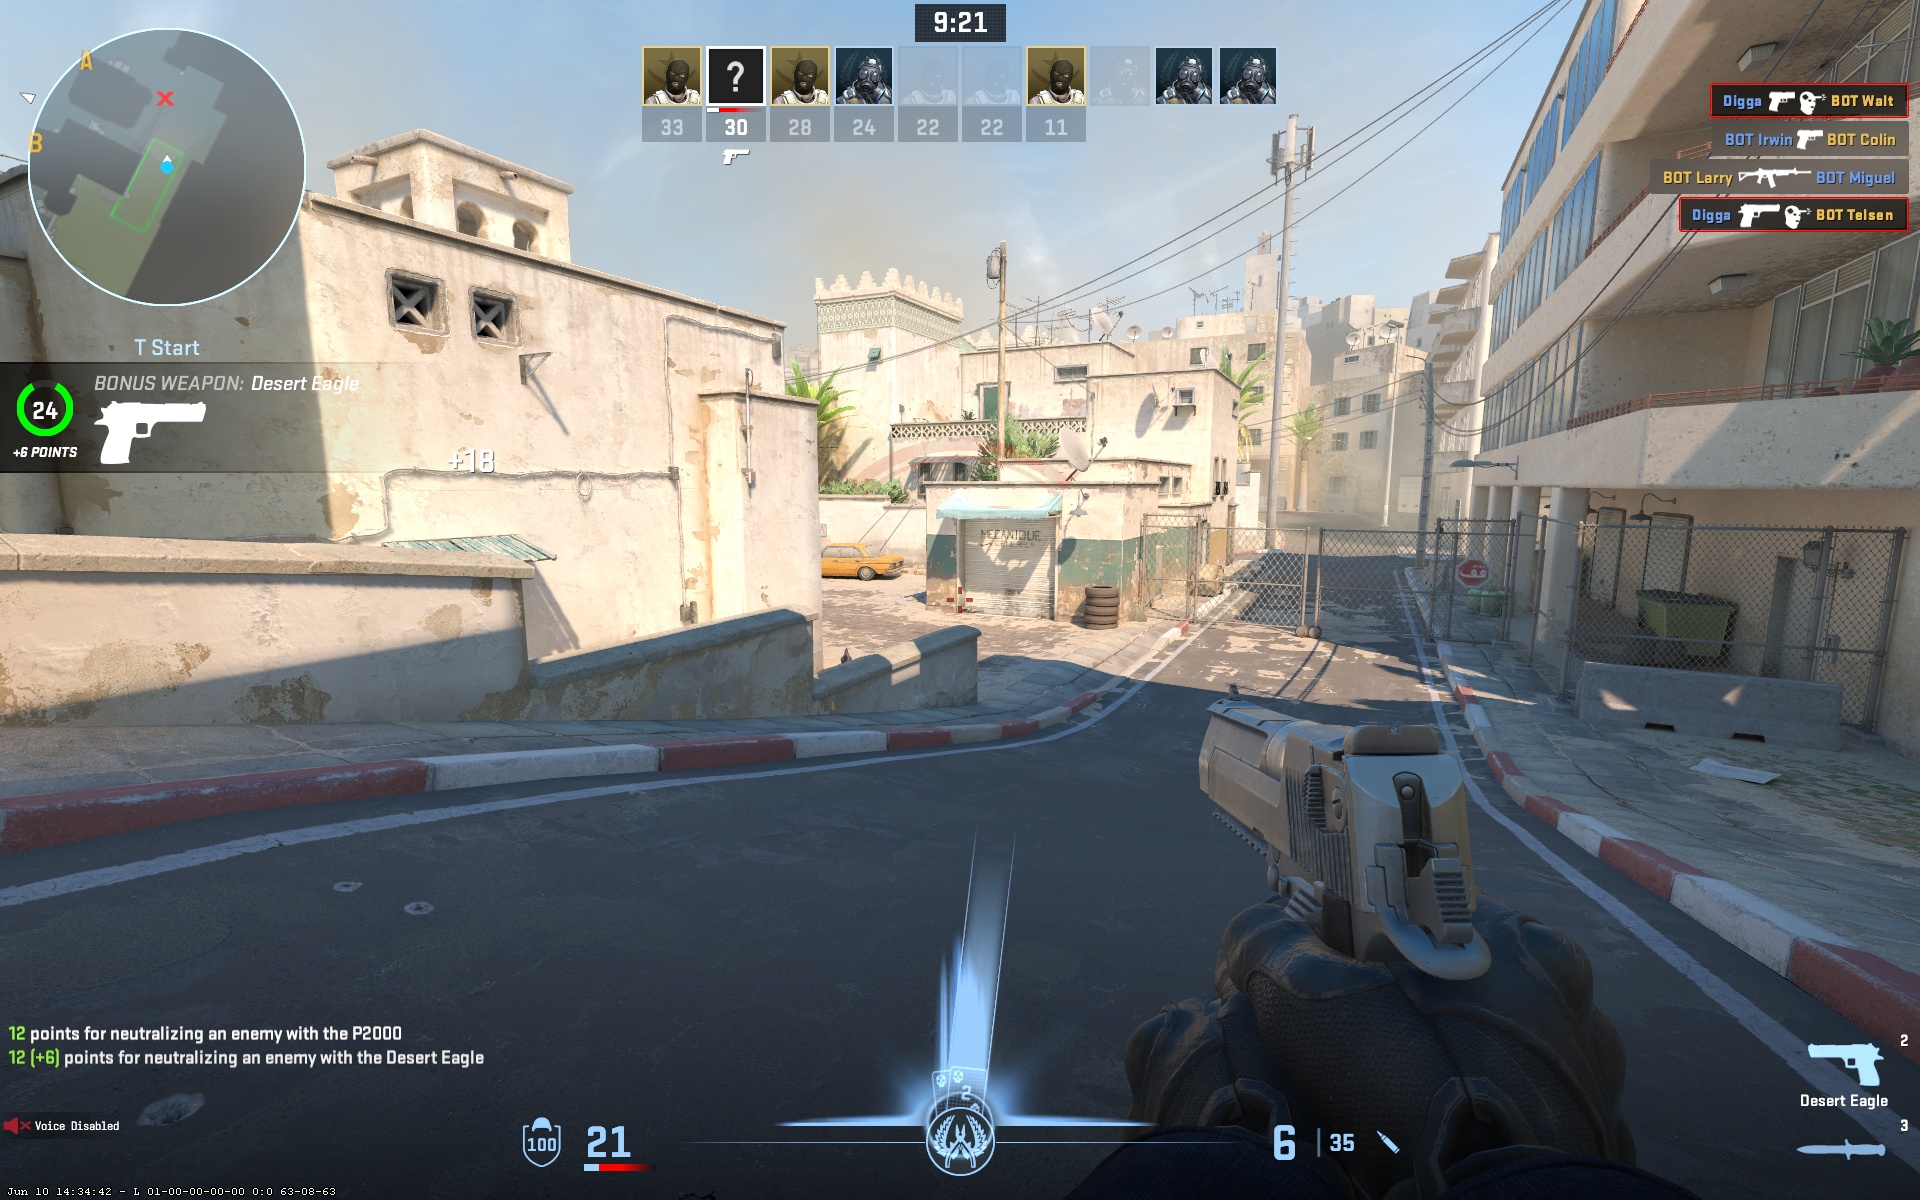 9:21
A
?
33
30
28
24
22
22
11
Digga BOT Walt
BOT Irwin BOT Colin
BOT Larry BOT Miguel
Digga BOT Telsen
B
T Start
BONUS WEAPON: Desert Eagle
24
+6 POINTS
+18
MECANIQUE
قف
12 points for neutralizing an enemy with the P2000
12 (+6) points for neutralizing an enemy with the Desert Eagle
Voice Disabled
100
21
2
6
35
2
Desert Eagle
3
Jun 10 14:34:42 - L 01-00-00-00-00 0:0 63-08-63